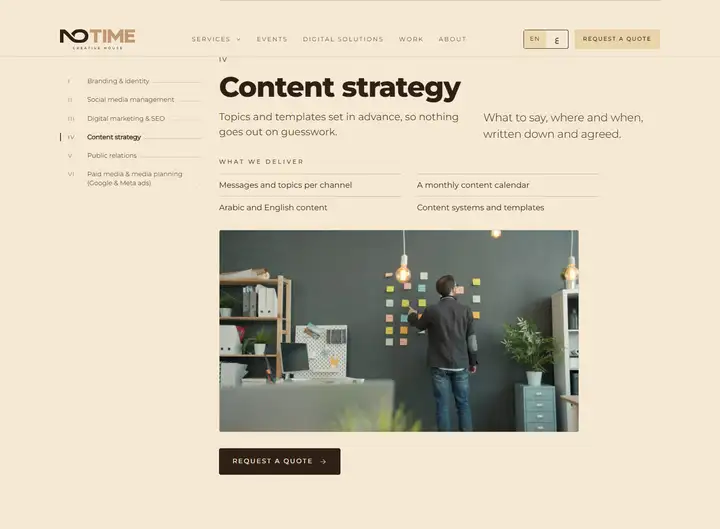 NOTIME
CREATIVE HOUSE
SERVICES
EVENTS
DIGITAL SOLUTIONS
WORK
ABOUT
EN
ع
REQUEST A QUOTE
I Branding & identity
II Social media management
III Digital marketing & SEO
IV Content strategy
V Public relations
VI Paid media & media planning
(Google & Meta ads)
IV
Content strategy
Topics and templates set in advance, so nothing
goes out on guesswork.
What to say, where and when,
written down and agreed.
WHAT WE DELIVER
Messages and topics per channel
A monthly content calendar
Arabic and English content
Content systems and templates
REQUEST A QUOTE →